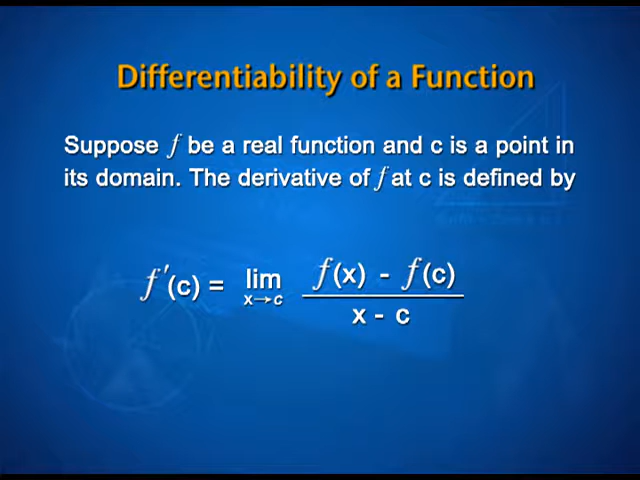 Differentiability of a Function
Suppose f be a real function and c is a point in
its domain. The derivative of f at c is defined by
f'(c) = lim x→c f(x) - f(c)
x - c